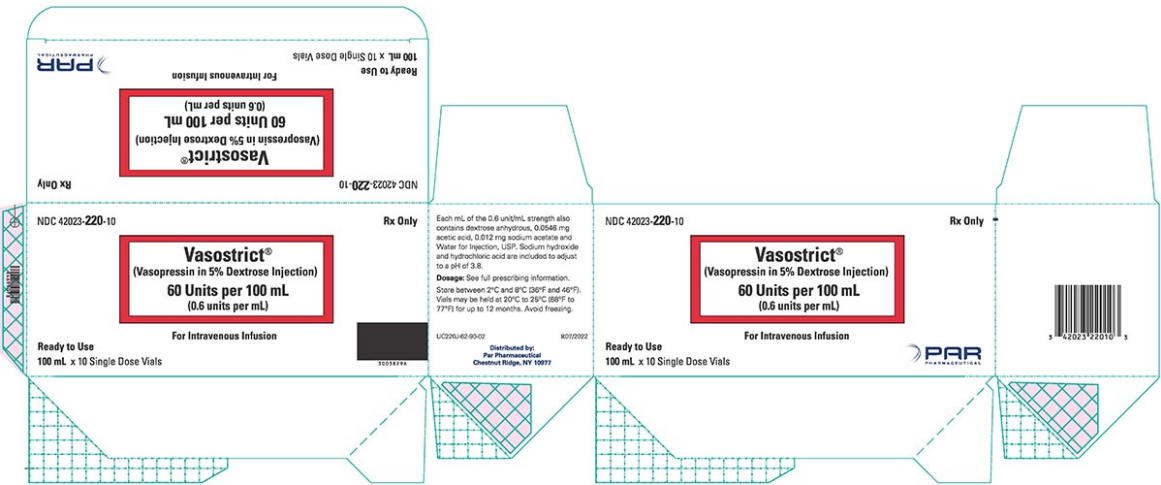 PAR
PHARMACEUTICAL
100 mL x 10 Single Dose Vials
Ready to Use
For Intravenous Infusion
(0.6 units per mL)
60 Units per 100 mL
(Vasopressin in 5% Dextrose Injection)
Vasostrict®
Rx Only
NDC 42023-220-10
NDC 42023-220-10
Rx Only
Vasostrict®
(Vasopressin in 5% Dextrose Injection)
60 Units per 100 mL
(0.6 units per mL)
For Intravenous Infusion
Ready to Use
100 mL x 10 Single Dose Vials
3005829A
Each mL of the 0.6 unit/mL strength also
contains dextrose anhydrous, 0.0546 mg
acetic acid, 0.012 mg sodium acetate and
Water for Injection, USP. Sodium hydroxide
and hydrochloric acid are included to adjust
to a pH of 3.8.
Dosage: See full prescribing information.
Store between 2°C and 8°C (36°F and 46°F).
Vials may be held at 20°C to 25°C (68°F to
77°F) for up to 12 months. Avoid freezing.
UC220J-62-90-02
R07/2022
Distributed by:
Par Pharmaceutical
Chestnut Ridge, NY 10977
NDC 42023-220-10
Rx Only
Vasostrict®
(Vasopressin in 5% Dextrose Injection)
60 Units per 100 mL
(0.6 units per mL)
For Intravenous Infusion
Ready to Use
100 mL x 10 Single Dose Vials
PAR
PHARMACEUTICAL
3 42023 22010 3